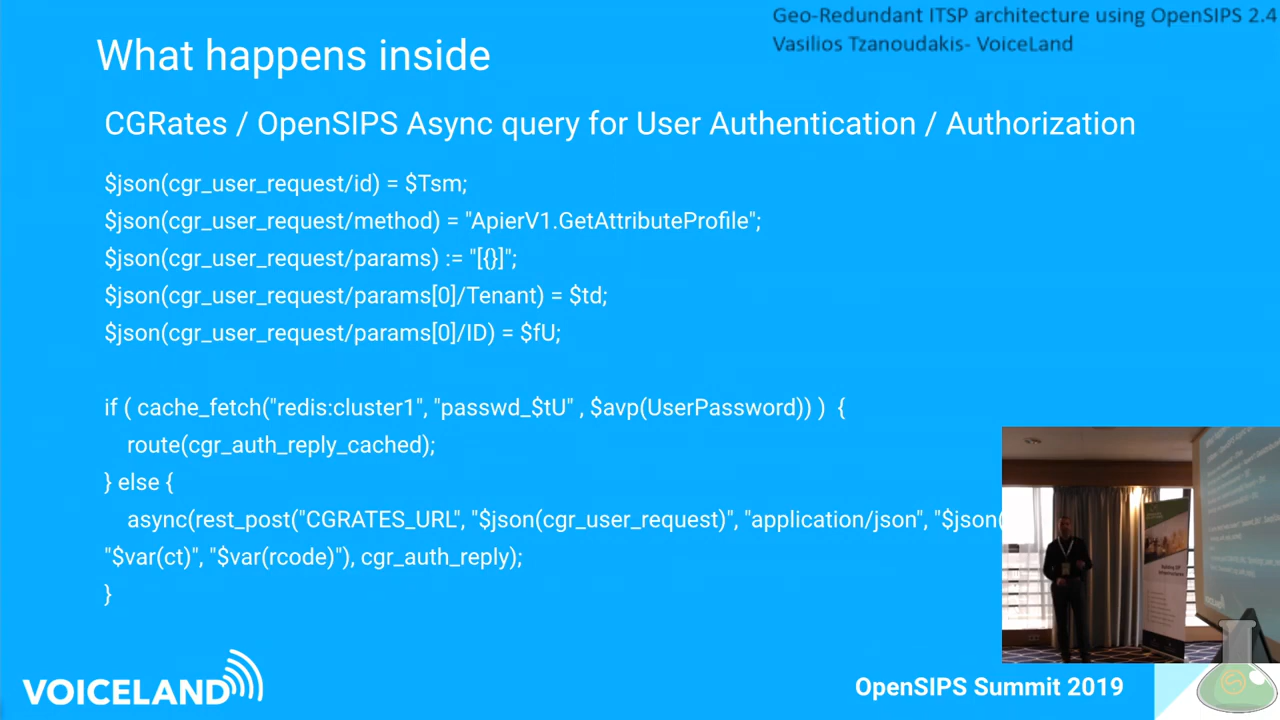 Geo-Redundant ITSP architecture using OpenSIPS 2.4
Vasilios Tzanoudakis- VoiceLand
What happens inside
CGRates / OpenSIPS Async query for User Authentication / Authorization
$json(cgr_user_request/id) = $Tsm;
$json(cgr_user_request/method) = "ApierV1.GetAttributeProfile";
$json(cgr_user_request/params) := "[{}]";
$json(cgr_user_request/params[0]/Tenant) = $td;
$json(cgr_user_request/params[0]/ID) = $fU;
if ( cache_fetch("redis:cluster1", "passwd_$tU" , $avp(UserPassword)) )  {
route(cgr_auth_reply_cached);
} else {
async(rest_post("CGRATES_URL", "$json(cgr_user_request)", "application/json", "$json(
"$var(ct)", "$var(rcode)"), cgr_auth_reply);
}
VOICELAND
OpenSIPS Summit 2019